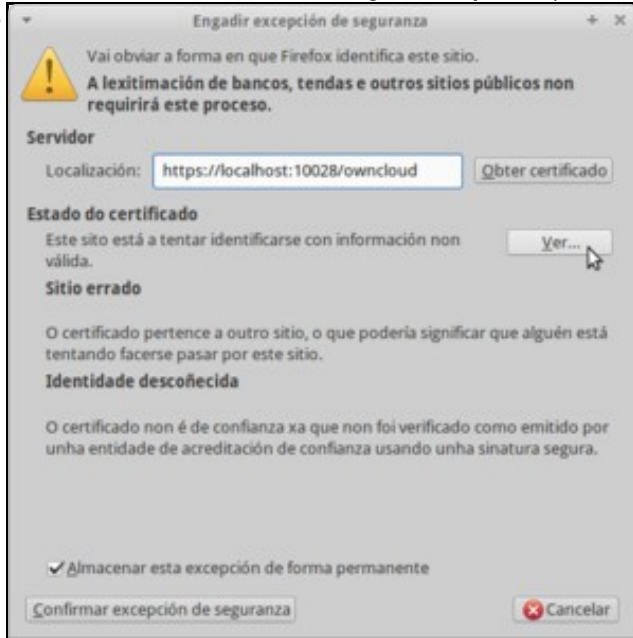 Engadir excepción de seguranza
Vai obviar a forma en que Firefox identifica este sitio.
A lexitimación de bancos, tendas e outros sitios públicos non
requirirá este proceso.
Servidor
Localización: https://localhost:10028/owncloud Obter certificado
Estado do certificado
Este sito está a tentar identificarse con información non
válida.
Ver...
Sitio errado
O certificado pertence a outro sitio, o que podería significar que alguén está
tentando facerse pasar por este sitio.
Identidade descoñecida
O certificado non é de confianza xa que non foi verificado como emitido por
unha entidade de acreditación de confianza usando unha sinatura segura.
Almacenar esta excepción de forma permanente
Confirmar excepción de seguranza Cancelar